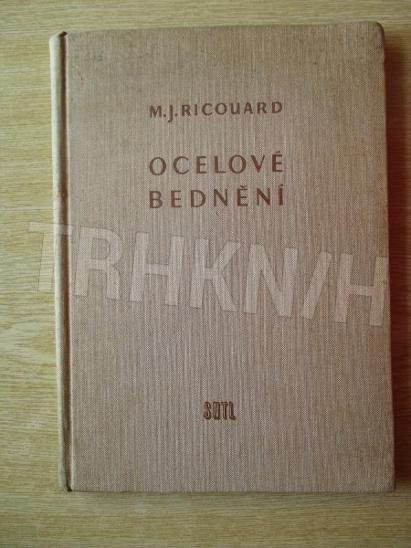 M.J.RICOUARD
OCELOVÉ
BEDNĚNÍ
TRHKNIH
SNTL